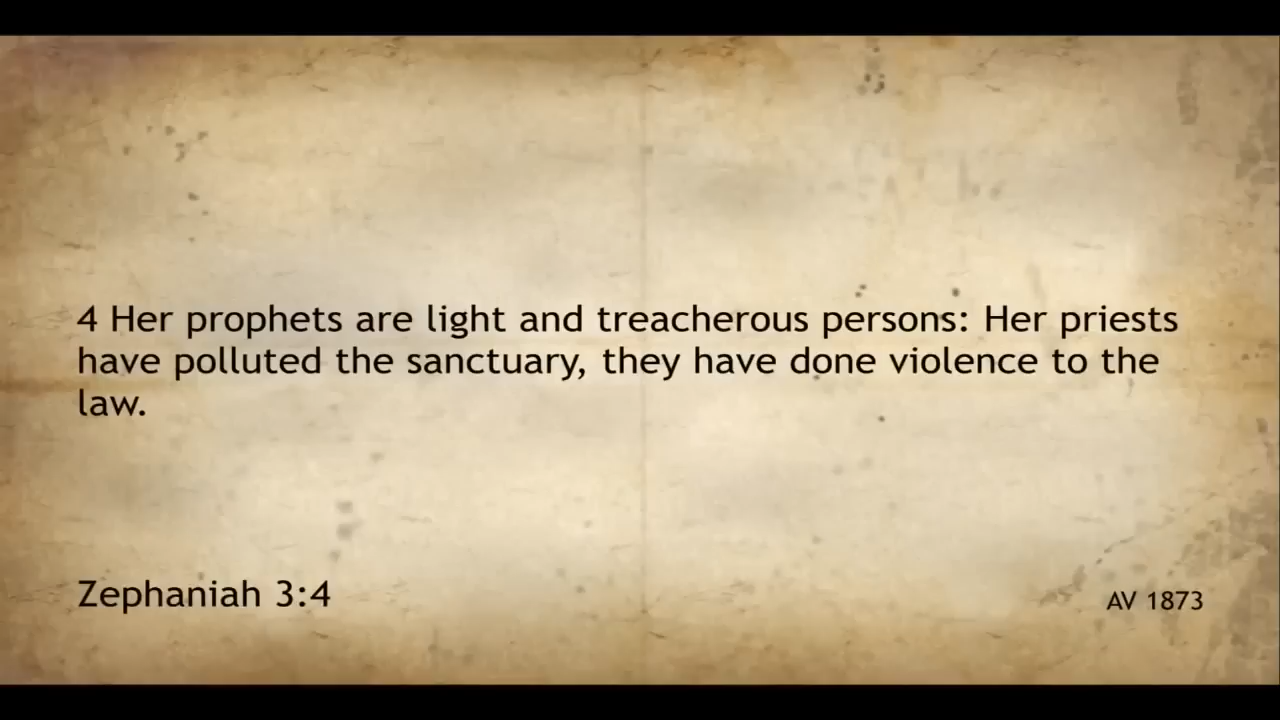 4 Her prophets are light and treacherous persons: Her priests
have polluted the sanctuary, they have done violence to the
law.
Zephaniah 3:4
AV 1873